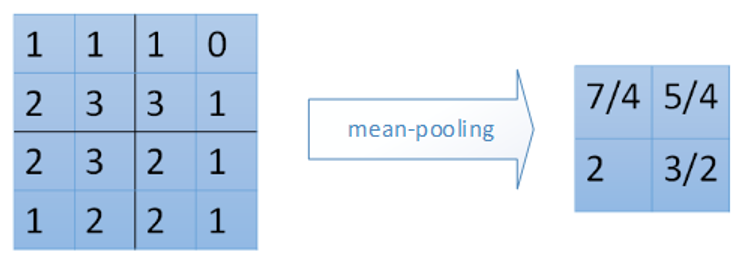 1 1 1 0
2 3 3 1
2 3 2 1
1 2 2 1
mean-pooling
7/4 5/4
2 3/2